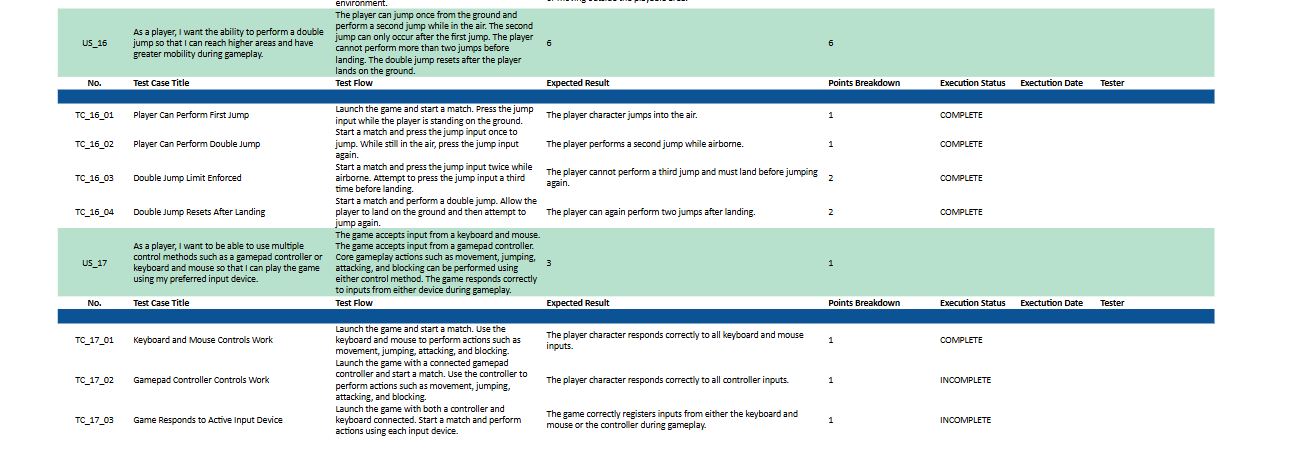 environment.
US_16
As a player, I want the ability to perform a double
jump so that I can reach higher areas and have
greater mobility during gameplay.
The player can jump once from the ground and
perform a second jump while in the air. The second
jump can only occur after the first jump. The player
cannot perform more than two jumps before
landing. The double jump resets after the player
lands on the ground.
6
6
No.
Test Case Title
Test Flow
Expected Result
Points Breakdown
Execution Status
Exectution Date
Tester
TC_16_01
Player Can Perform First Jump
Launch the game and start a match. Press the jump
input while the player is standing on the ground.
The player character jumps into the air.
1
COMPLETE
TC_16_02
Player Can Perform Double Jump
Start a match and press the jump input once to
jump. While still in the air, press the jump input
again.
The player performs a second jump while airborne.
1
COMPLETE
TC_16_03
Double Jump Limit Enforced
Start a match and press the jump input twice while
airborne. Attempt to press the jump input a third
time before landing.
The player cannot perform a third jump and must land before jumping
again.
2
COMPLETE
TC_16_04
Double Jump Resets After Landing
Start a match and perform a double jump. Allow the
player to land on the ground and then attempt to
jump again.
The player can again perform two jumps after landing.
2
COMPLETE
US_17
As a player, I want to be able to use multiple
control methods such as a gamepad controller or
keyboard and mouse so that I can play the game
using my preferred input device.
The game accepts input from a keyboard and mouse.
The game accepts input from a gamepad controller.
Core gameplay actions such as movement, jumping,
attacking, and blocking can be performed using
either control method. The game responds correctly
to inputs from either device during gameplay.
3
1
No.
Test Case Title
Test Flow
Expected Result
Points Breakdown
Execution Status
Exectution Date
Tester
TC_17_01
Keyboard and Mouse Controls Work
Launch the game and start a match. Use the
keyboard and mouse to perform actions such as
movement, jumping, attacking, and blocking.
The player character responds correctly to all keyboard and mouse
inputs.
1
COMPLETE
TC_17_02
Gamepad Controller Controls Work
Launch the game with a connected gamepad
controller and start a match. Use the controller to
perform actions such as movement, jumping,
attacking, and blocking.
The player character responds correctly to all controller inputs.
1
INCOMPLETE
TC_17_03
Game Responds to Active Input Device
Launch the game with both a controller and
keyboard connected. Start a match and perform
actions using each input device.
The game correctly registers inputs from either the keyboard and
mouse or the controller during gameplay.
1
INCOMPLETE